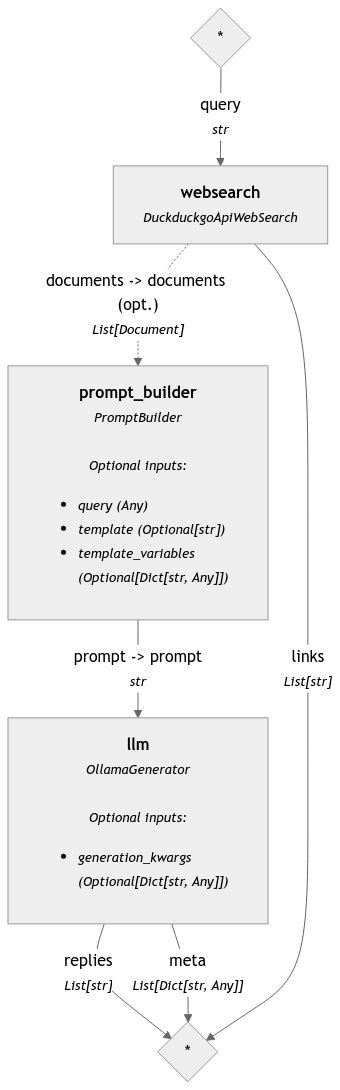 *
query
str
websearch
DuckduckgoApiWebSearch
documents -> documents
(opt.)
List[Document]
prompt_builder
PromptBuilder
Optional inputs:
• query (Any)
• template (Optional[str])
• template_variables
(Optional[Dict[str, Any]])
prompt -> prompt
str
links
List[str]
llm
OllamaGenerator
Optional inputs:
• generation_kwargs
(Optional[Dict[str, Any]])
replies
List[str]
meta
List[Dict[str, Any]]
*